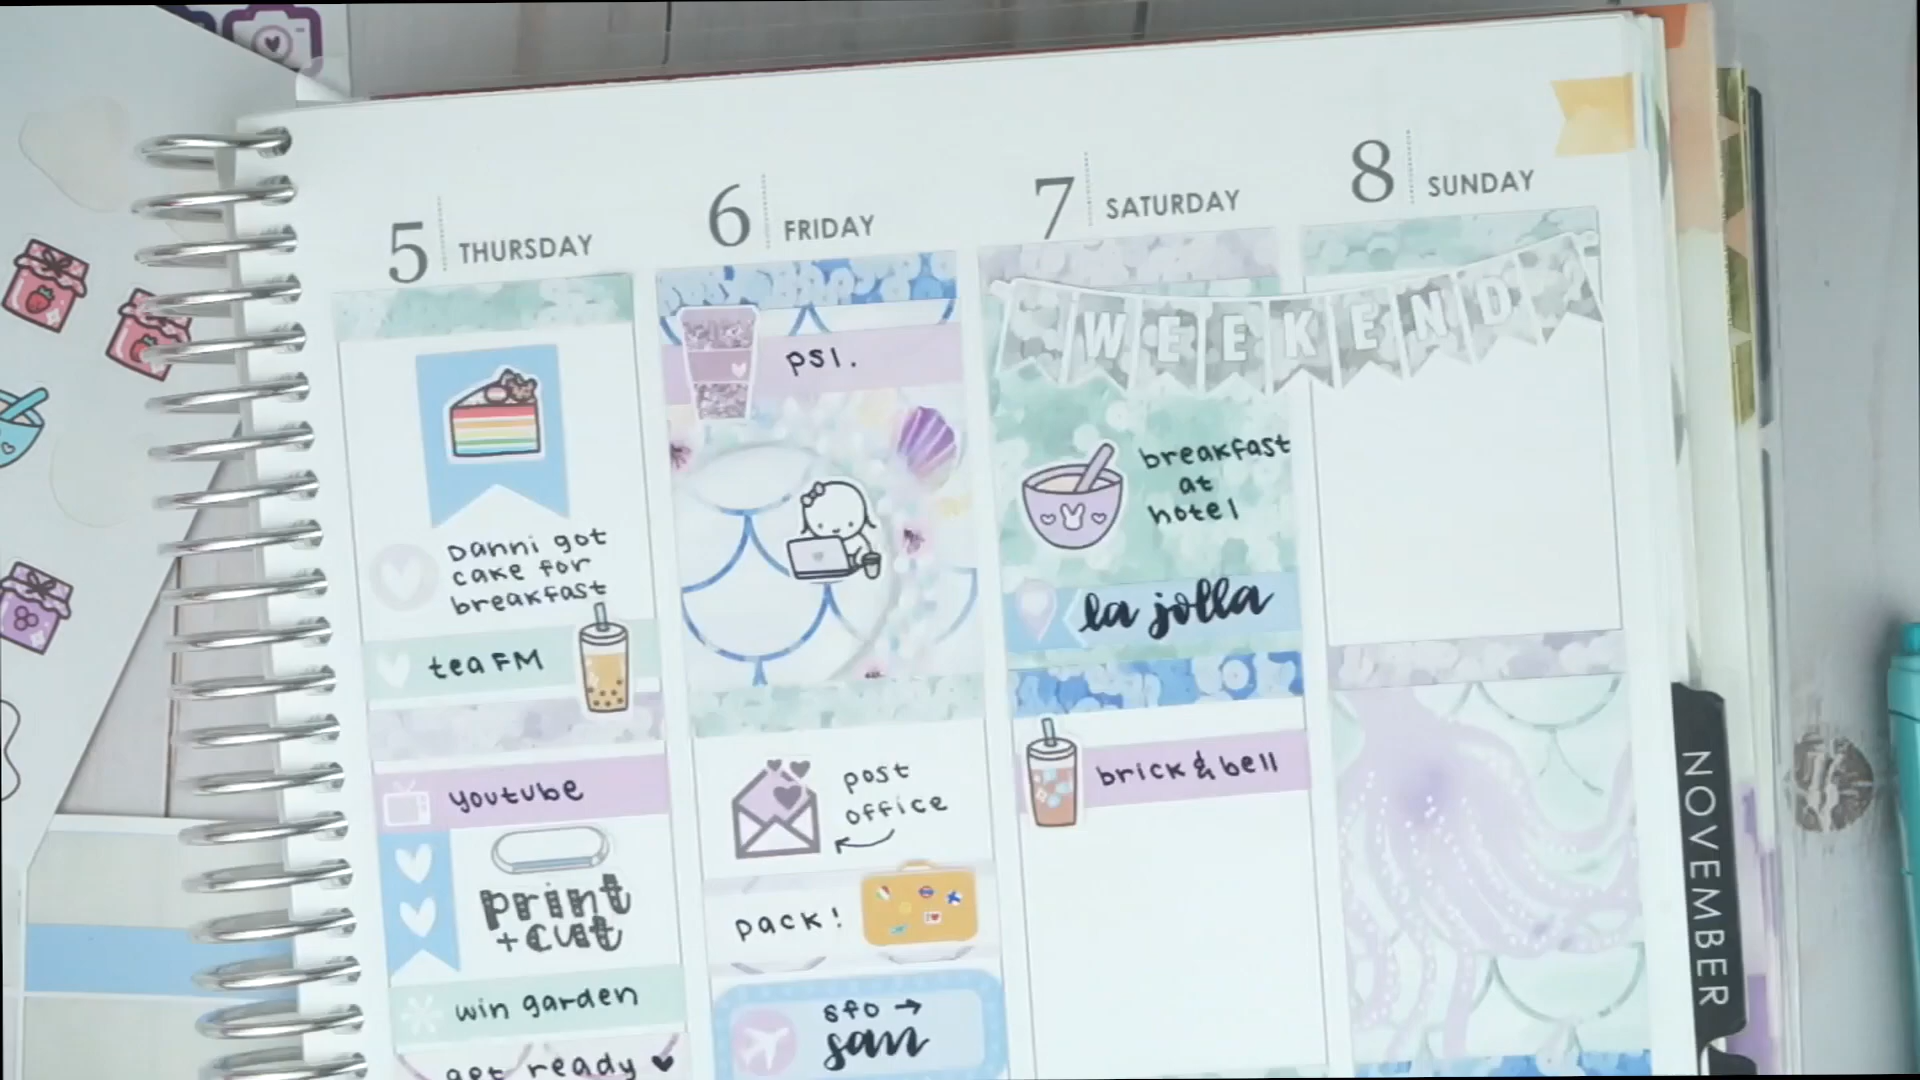 5 THURSDAY
Danni got
cake for
breakfast
tea FM
youtube
print
+ cut
win garden
get ready
6 FRIDAY
psl.
post
office
pack!
sfo →
san
7 SATURDAY
8 SUNDAY
WEEKEND
breakfast
at
hotel
la jolla
brick & bell
NOVEMBER